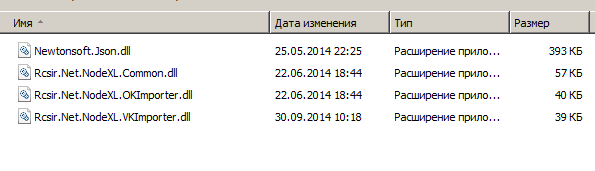 Имя Дата изменения Тип Размер
Newtonsoft.Json.dll 25.05.2014 22:25 Расширение прило... 393 КБ
Rcsir.Net.NodeXL.Common.dll 22.06.2014 18:44 Расширение прило... 57 КБ
Rcsir.Net.NodeXL.OKImporter.dll 22.06.2014 18:44 Расширение прило... 40 КБ
Rcsir.Net.NodeXL.VKImporter.dll 30.09.2014 10:18 Расширение прило... 39 КБ